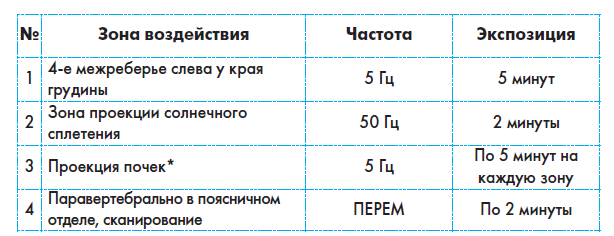 № Зона воздействия Частота Экспозиция
1 4-е межреберье слева у края грудины 5 Гц 5 минут
2 Зона проекции солнечного сплетения 50 Гц 2 минуты
3 Проекция почек* 5 Гц По 5 минут на каждую зону
4 Паравертебрально в поясничном отделе, сканирование ПЕРЕМ По 2 минуты